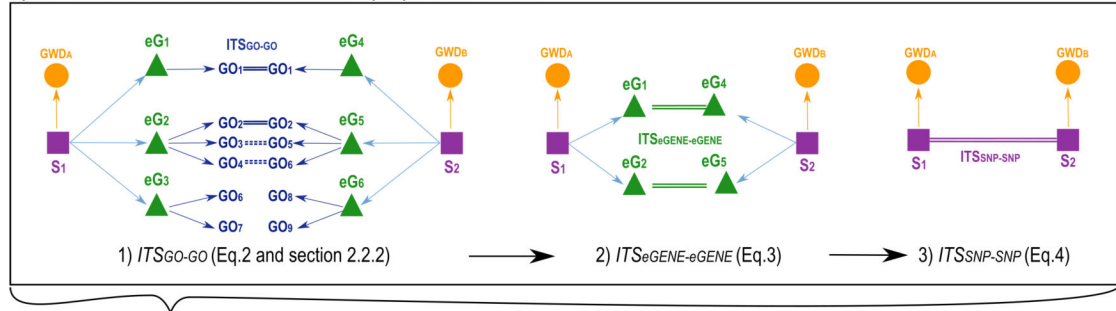 GWDA eG1 ITSGO-GO eG4 GWDB
GO1 GO1
eG2 GO2 GO2 eG5
GO3 GO5
GO4 GO6
S1 S2
eG3 GO6 GO8 eG6
GO7 GO9
1) ITSGO-GO (Eq.2 and section 2.2.2)
GWDA eG1 eG4 GWDB
ITSeGENE-eGENE
S1 eG2 eG5 S2
2) ITSeGENE-eGENE (Eq.3)
GWDA GWDB
S1 ITSSNP-SNP S2
3) ITSSNP-SNP (Eq.4)